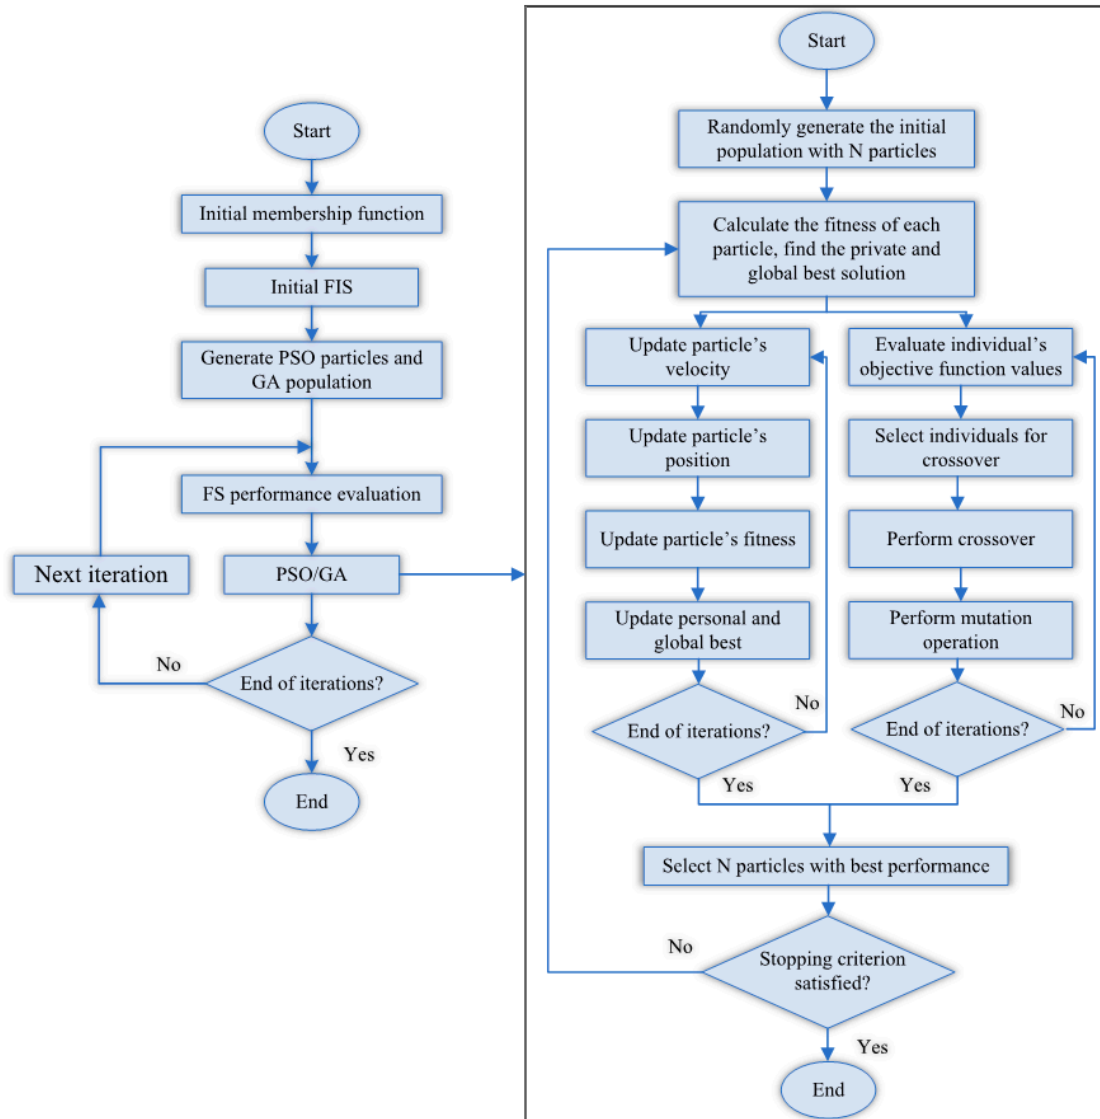 Start
Initial membership function
Initial FIS
Generate PSO particles and
GA population
FS performance evaluation
Next iteration
PSO/GA
No
End of iterations?
Yes
End
Start
Randomly generate the initial
population with N particles
Calculate the fitness of each
particle, find the private and
global best solution
Update particle's
velocity
Update particle's
position
Update particle's fitness
Update personal and
global best
No
End of iterations?
Yes
Evaluate individual's
objective function values
Select individuals for
crossover
Perform crossover
Perform mutation
operation
No
End of iterations?
Yes
Select N particles with best performance
No
Stopping criterion
satisfied?
Yes
End